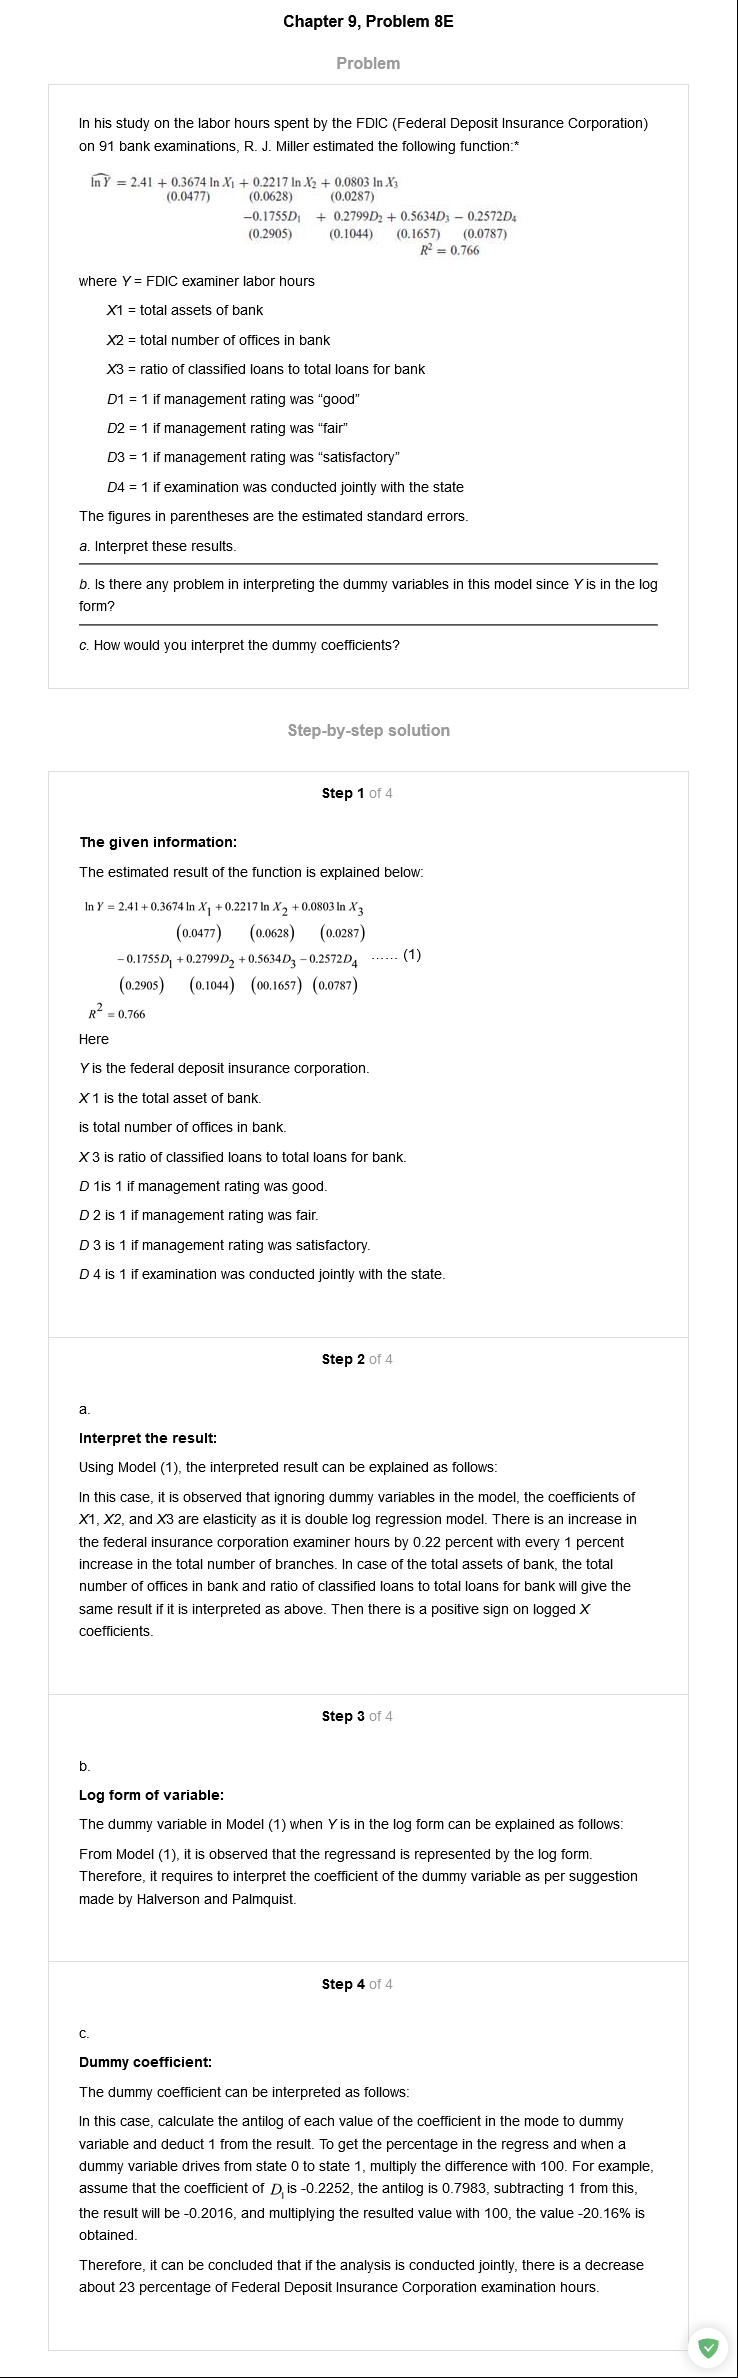 Chapter 9, Problem 8E
Problem
In his study on the labor hours spent by the FDIC (Federal Deposit Insurance Corporation)
on 91 bank examinations, R. J. Miller estimated the following function:*
l̂n Y = 2.41 + 0.3674 ln X₁ + 0.2217 ln X₂ + 0.0803 ln X₃
(0.0477) (0.0628) (0.0287)
−0.1755D₁ + 0.2799D₂ + 0.5634D₃ − 0.2572D₄
(0.2905) (0.1044) (0.1657) (0.0787)
R² = 0.766
where Y = FDIC examiner labor hours
X1 = total assets of bank
X2 = total number of offices in bank
X3 = ratio of classified loans to total loans for bank
D1 = 1 if management rating was “good”
D2 = 1 if management rating was “fair”
D3 = 1 if management rating was “satisfactory”
D4 = 1 if examination was conducted jointly with the state
The figures in parentheses are the estimated standard errors.
a. Interpret these results.
b. Is there any problem in interpreting the dummy variables in this model since Y is in the log
form?
c. How would you interpret the dummy coefficients?
Step-by-step solution
Step 1 of 4
The given information:
The estimated result of the function is explained below:
ln Y = 2.41 + 0.3674 ln X₁ + 0.2217 ln X₂ + 0.0803 ln X₃
(0.0477) (0.0628) (0.0287)
− 0.1755D₁ + 0.2799D₂ + 0.5634D₃ − 0.2572D₄ ...... (1)
(0.2905) (0.1044) (00.1657) (0.0787)
R² = 0.766
Here
Y is the federal deposit insurance corporation.
X 1 is the total asset of bank.
is total number of offices in bank.
X 3 is ratio of classified loans to total loans for bank.
D 1is 1 if management rating was good.
D 2 is 1 if management rating was fair.
D 3 is 1 if management rating was satisfactory.
D 4 is 1 if examination was conducted jointly with the state.
Step 2 of 4
a.
Interpret the result:
Using Model (1), the interpreted result can be explained as follows:
In this case, it is observed that ignoring dummy variables in the model, the coefficients of
X1, X2, and X3 are elasticity as it is double log regression model. There is an increase in
the federal insurance corporation examiner hours by 0.22 percent with every 1 percent
increase in the total number of branches. In case of the total assets of bank, the total
number of offices in bank and ratio of classified loans to total loans for bank will give the
same result if it is interpreted as above. Then there is a positive sign on logged X
coefficients.
Step 3 of 4
b.
Log form of variable:
The dummy variable in Model (1) when Y is in the log form can be explained as follows:
From Model (1), it is observed that the regressand is represented by the log form.
Therefore, it requires to interpret the coefficient of the dummy variable as per suggestion
made by Halverson and Palmquist.
Step 4 of 4
c.
Dummy coefficient:
The dummy coefficient can be interpreted as follows:
In this case, calculate the antilog of each value of the coefficient in the mode to dummy
variable and deduct 1 from the result. To get the percentage in the regress and when a
dummy variable drives from state 0 to state 1, multiply the difference with 100. For example,
assume that the coefficient of D₁ is -0.2252, the antilog is 0.7983, subtracting 1 from this,
the result will be -0.2016, and multiplying the resulted value with 100, the value -20.16% is
obtained.
Therefore, it can be concluded that if the analysis is conducted jointly, there is a decrease
about 23 percentage of Federal Deposit Insurance Corporation examination hours.